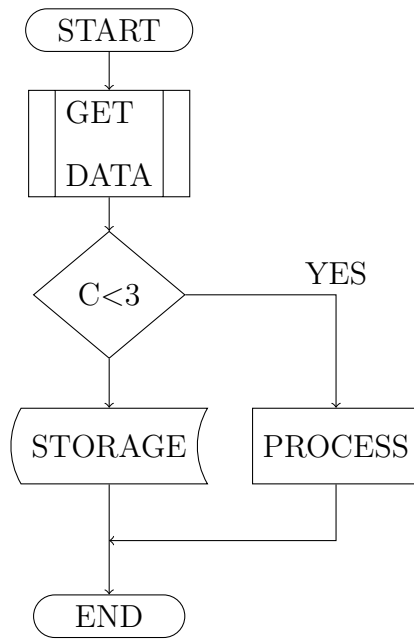 START
GET
DATA
C<3
YES
STORAGE
PROCESS
END